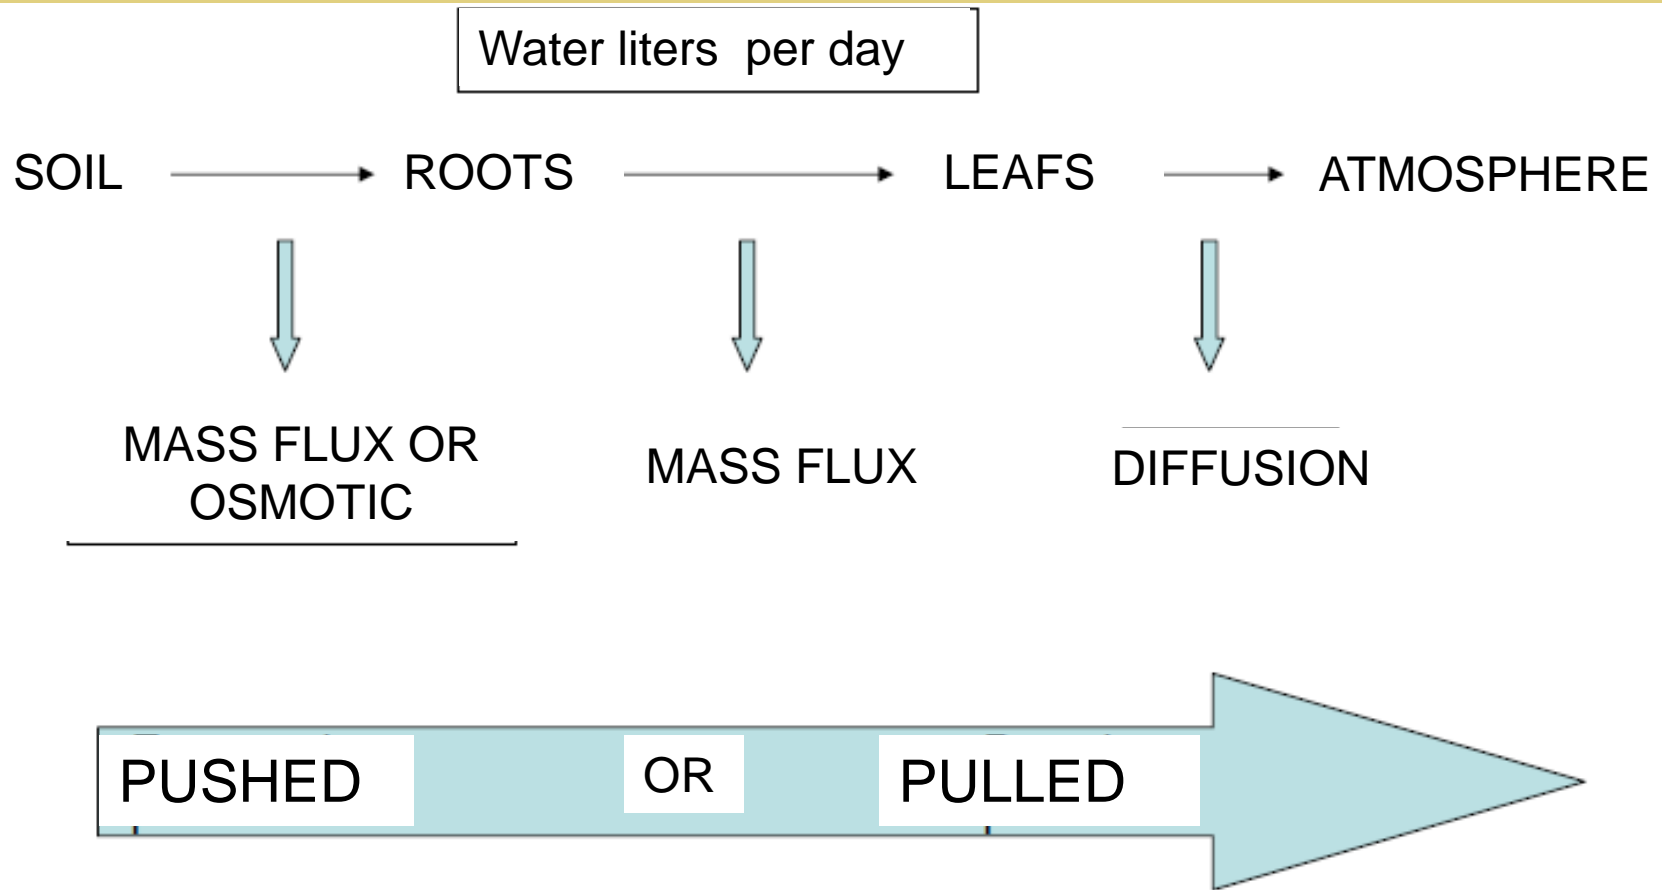 Water liters per day
SOIL ROOTS LEAFS ATMOSPHERE
MASS FLUX OR
OSMOTIC
MASS FLUX
DIFFUSION
PUSHED OR PULLED